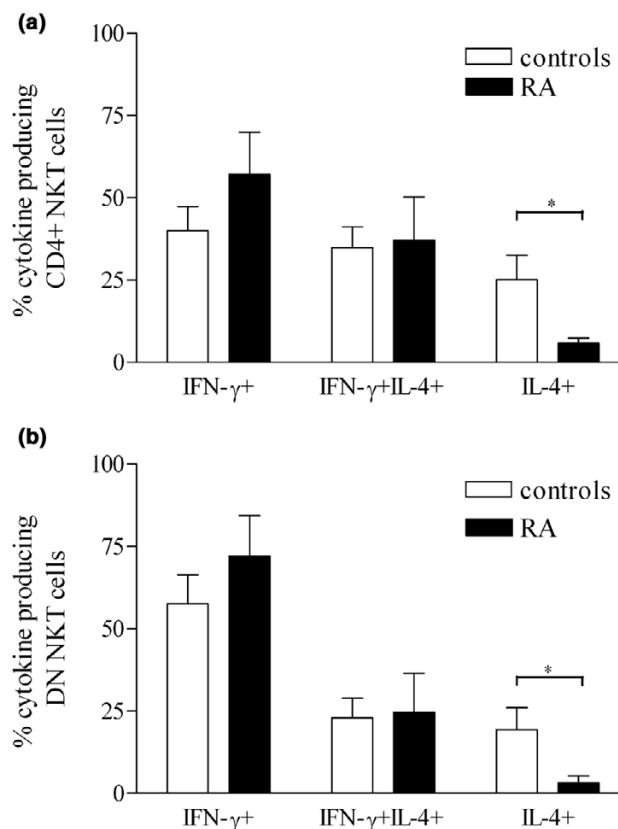 (a)
100
controls
RA
75
% cytokine producing
CD4+ NKT cells
50
*
25
0
IFN-γ+
IFN-γ+IL-4+
IL-4+
(b)
100
controls
RA
75
% cytokine producing
DN NKT cells
50
*
25
0
IFN-γ+
IFN-γ+IL-4+
IL-4+